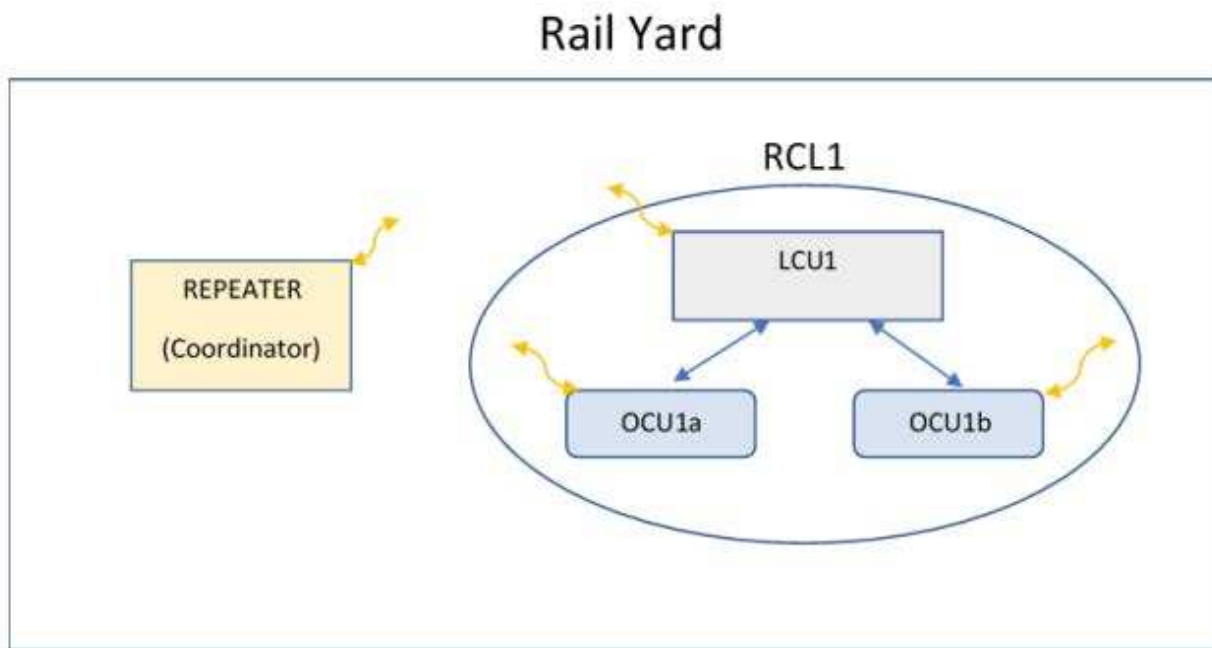 Rail Yard
RCL1
LCU1
REPEATER
(Coordinator)
OCU1a
OCU1b